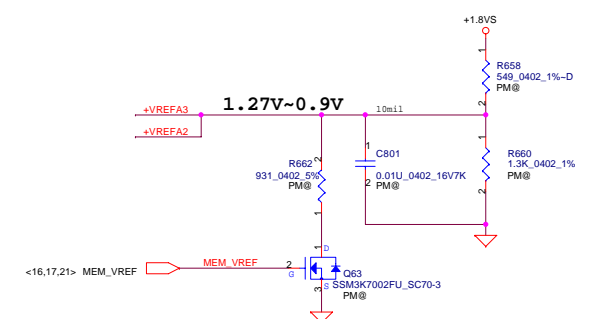 +1.8VS
1
R658
549_0402_1%~D
PM@
2
+VREFA3
1.27V~0.9V
10mil
+VREFA2
1
R660
1.3K_0402_1%
PM@
2
1
C801
0.01U_0402_16V7K
2
PM@
2
R662
931_0402_5%
PM@
1
1
D
<16,17,21> MEM_VREF
MEM_VREF
2
G
Q63
SSM3K7002FU_SC70-3
S
3
PM@